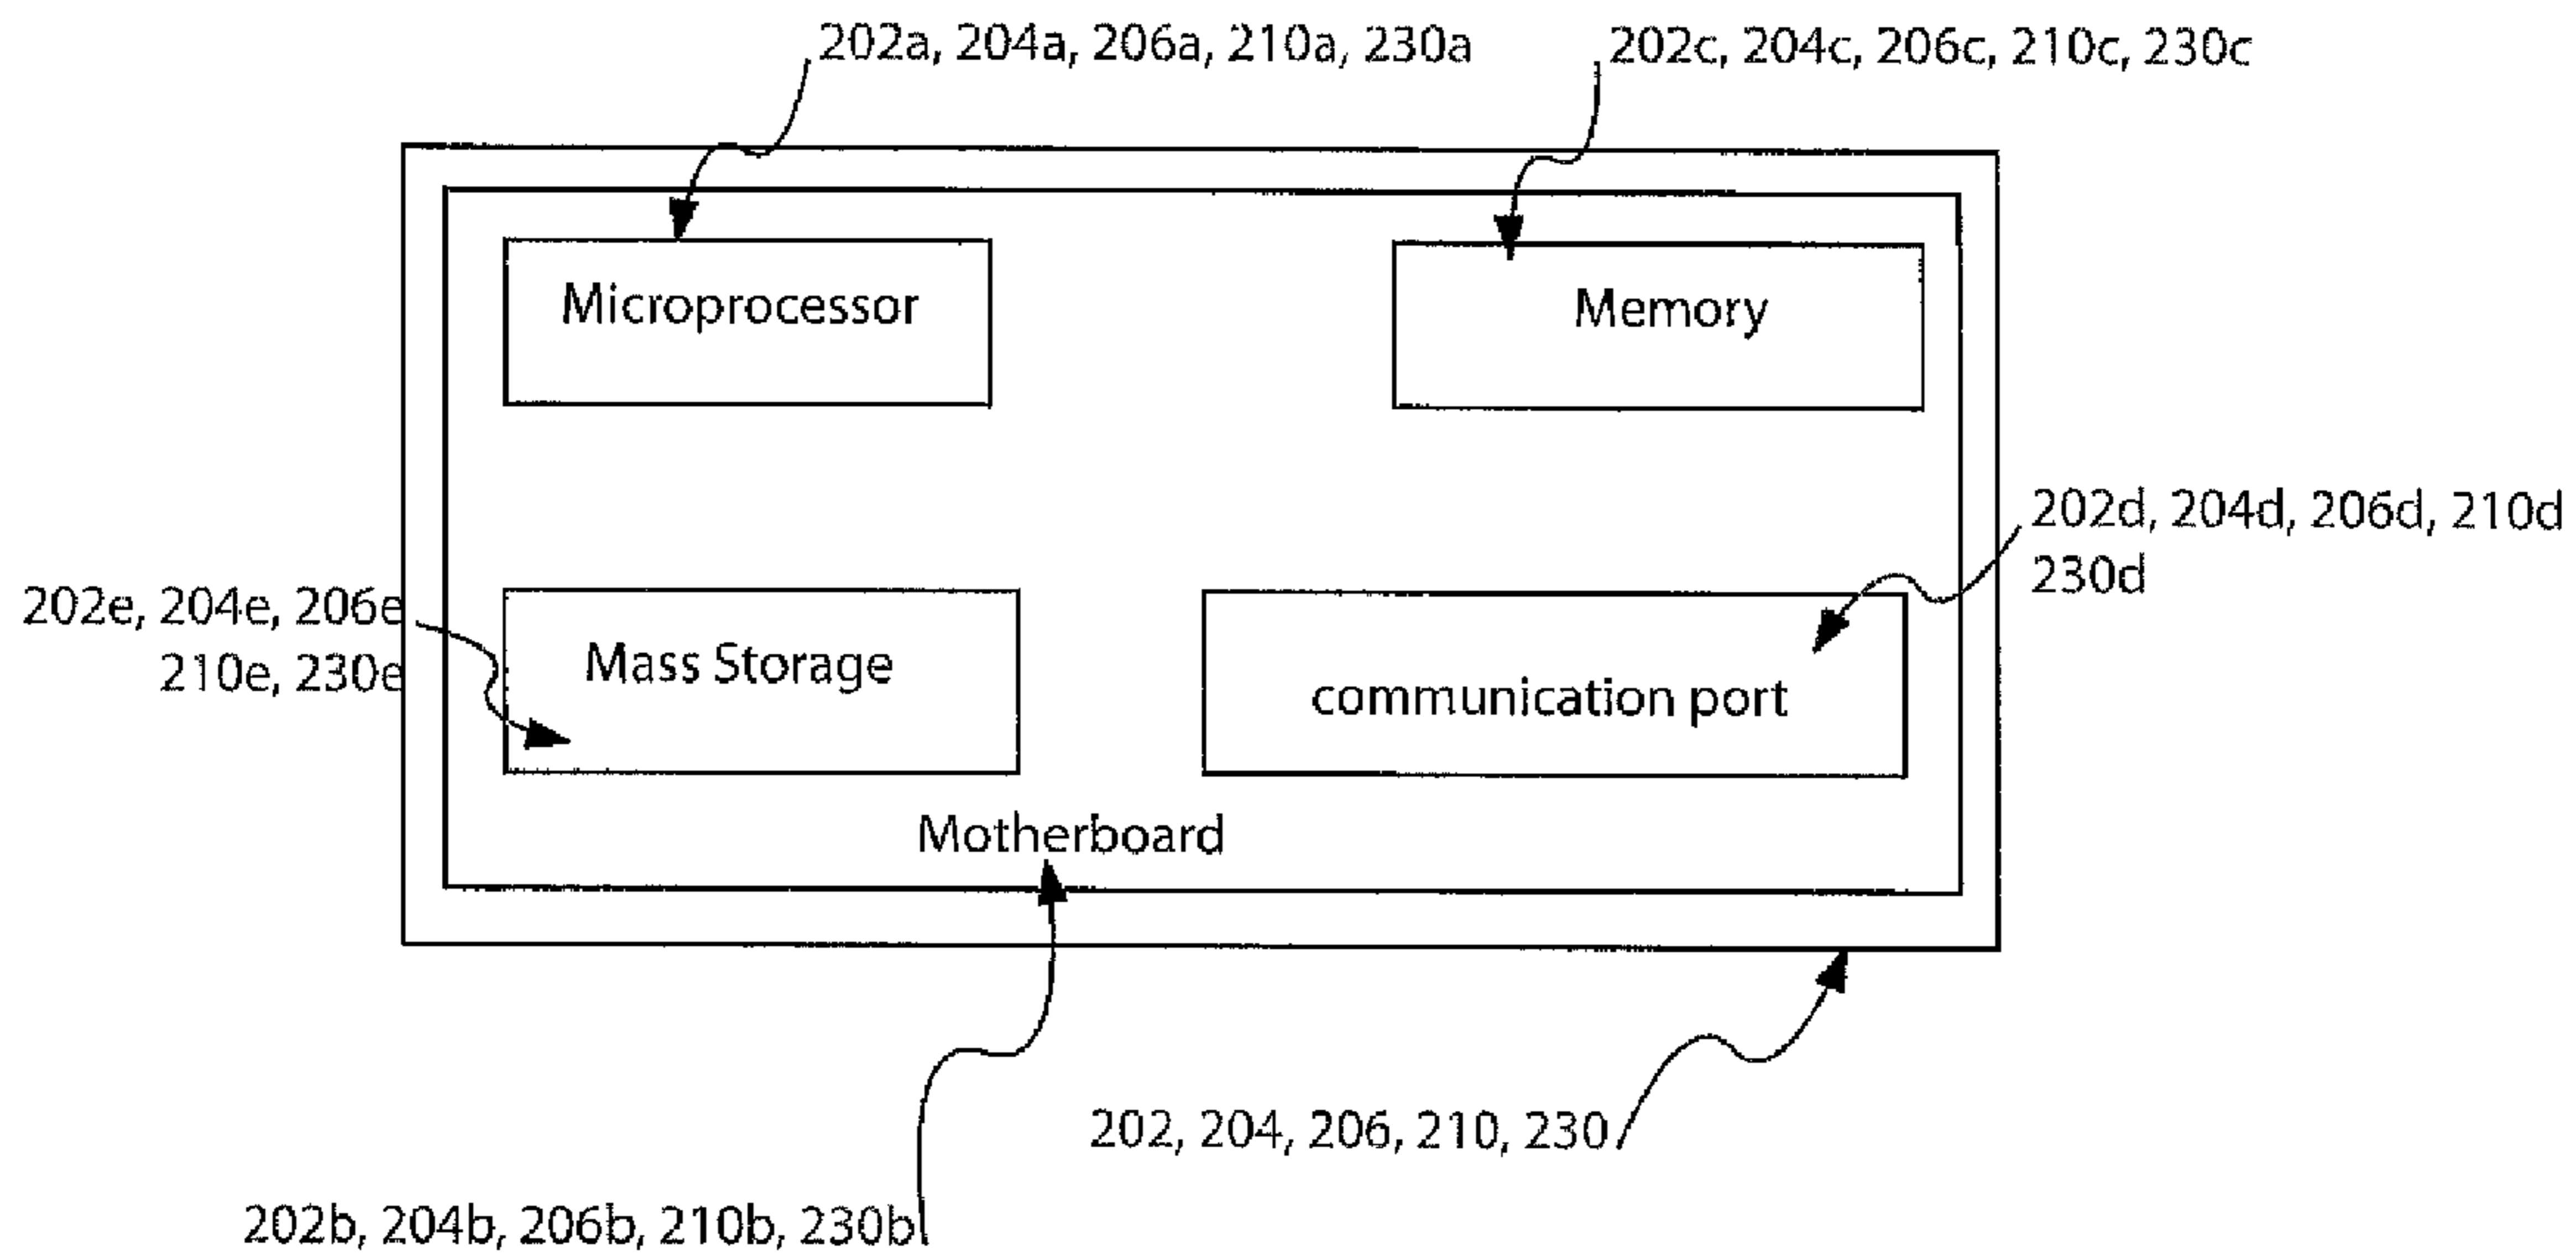 202a, 204a, 206a, 210a, 230a
202c, 204c, 206c, 210c, 230c
Microprocessor
Memory
202d, 204d, 206d, 210d
230d
202e, 204e, 206e
210e, 230e
Mass Storage
communication port
Motherboard
202, 204, 206, 210, 230
202b, 204b, 206b, 210b, 230b